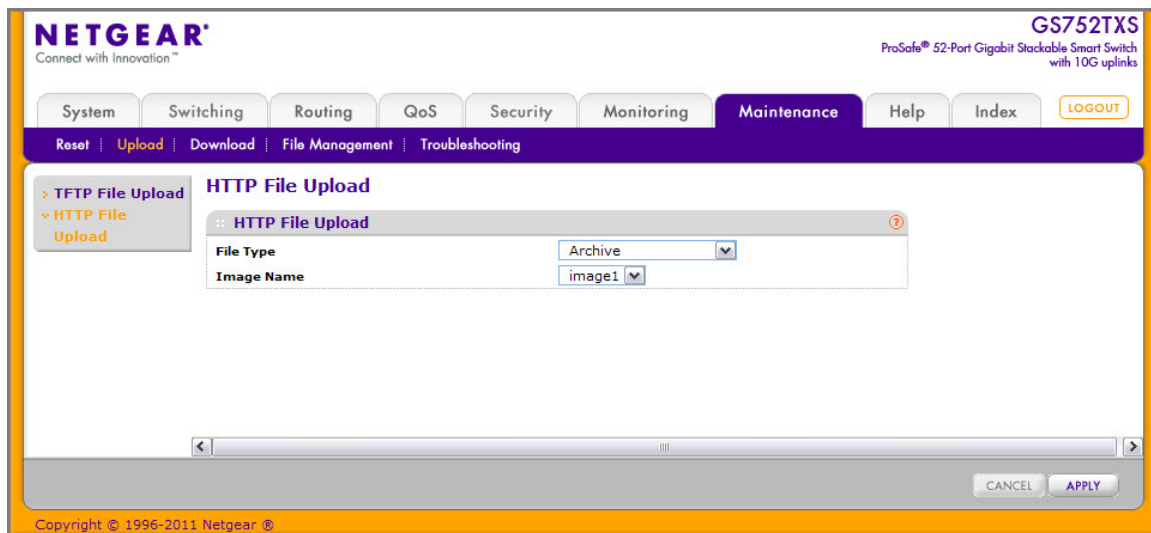 NETGEAR®
Connect with Innovation™
GS752TXS
ProSafe® 52-Port Gigabit Stackable Smart Switch
with 10G uplinks
System Switching Routing QoS Security Monitoring Maintenance Help Index LOGOUT
Reset | Upload | Download | File Management | Troubleshooting
TFTP File Upload
HTTP File
Upload
HTTP File Upload
HTTP File Upload ?
File Type Archive
Image Name image1
CANCEL APPLY
Copyright © 1996-2011 Netgear ®